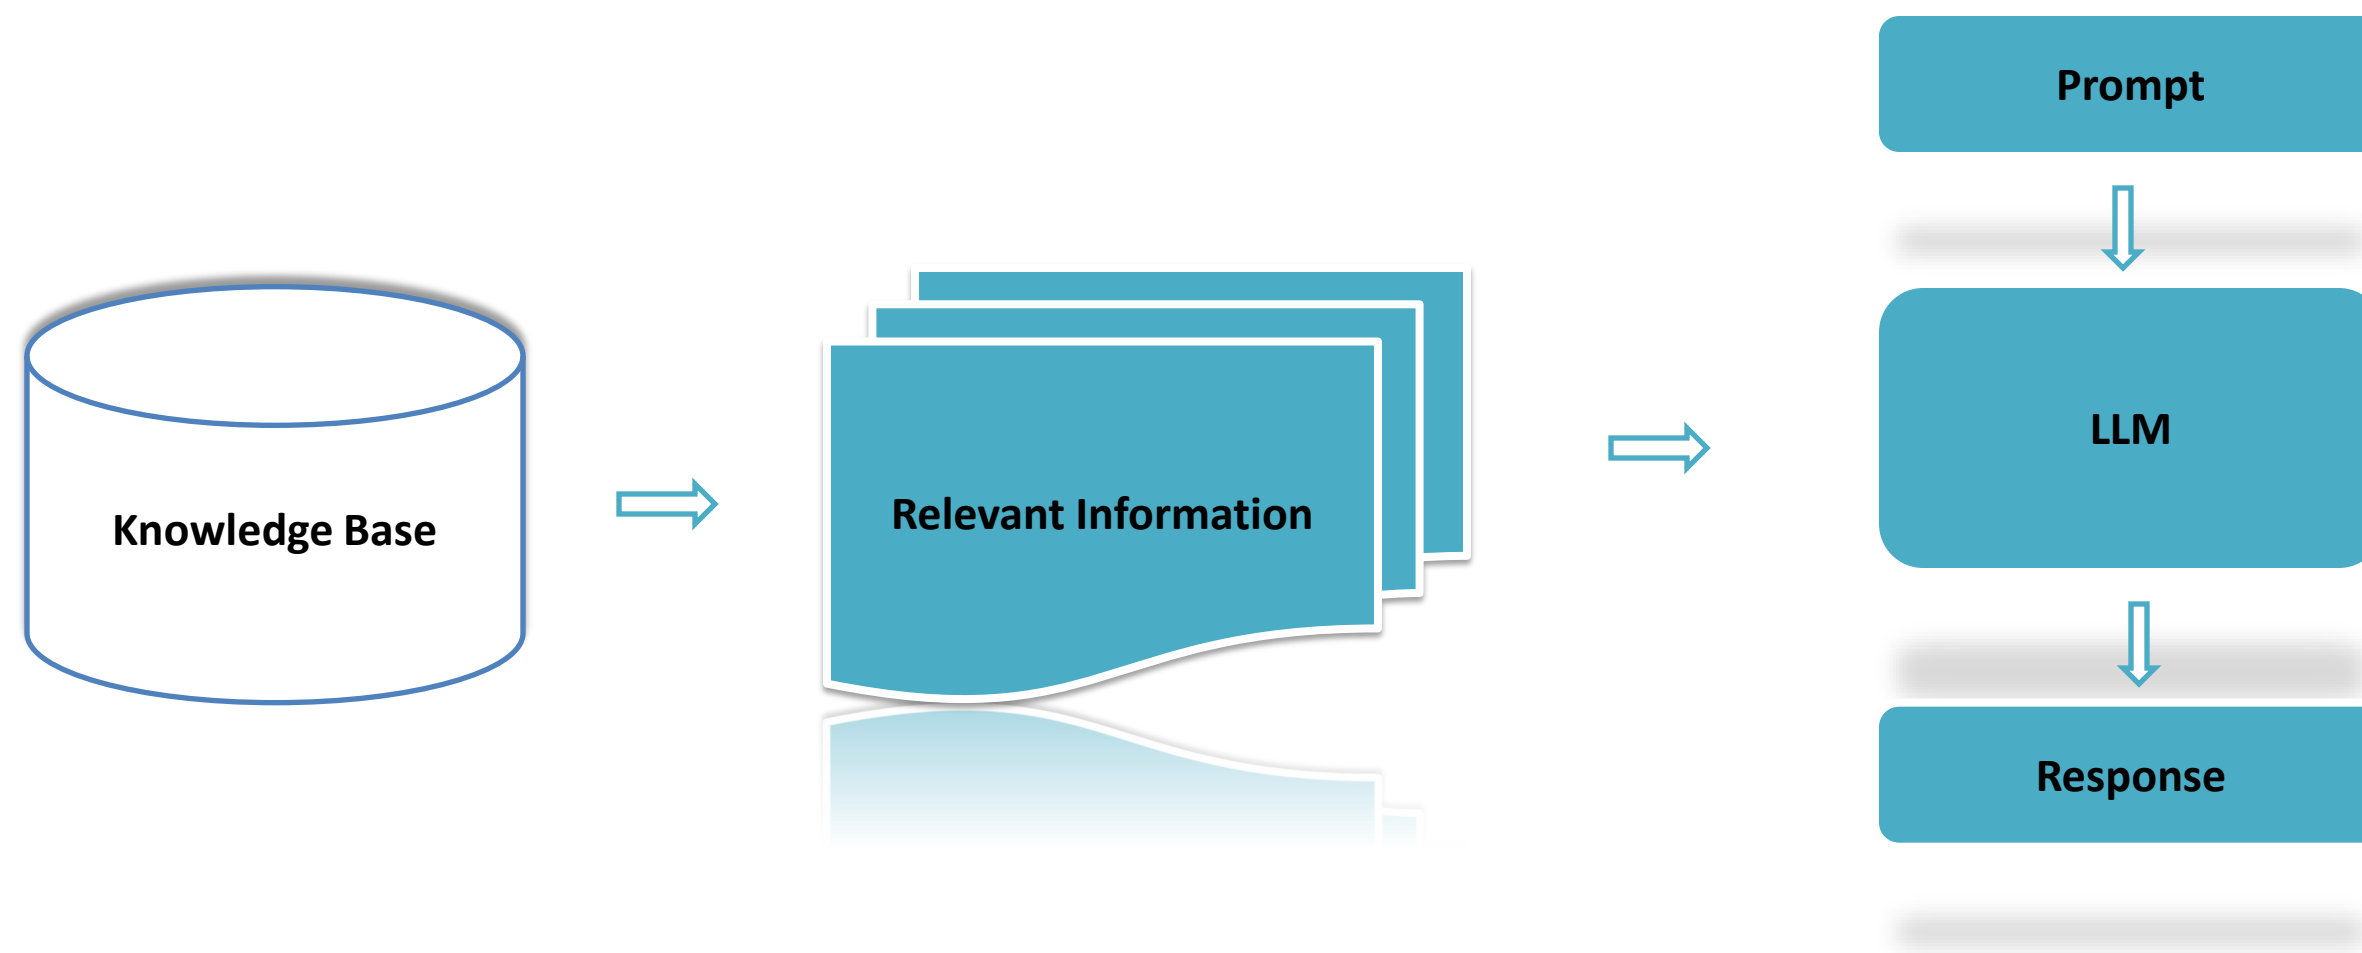 Prompt
LLM
Knowledge Base
Relevant Information
Response